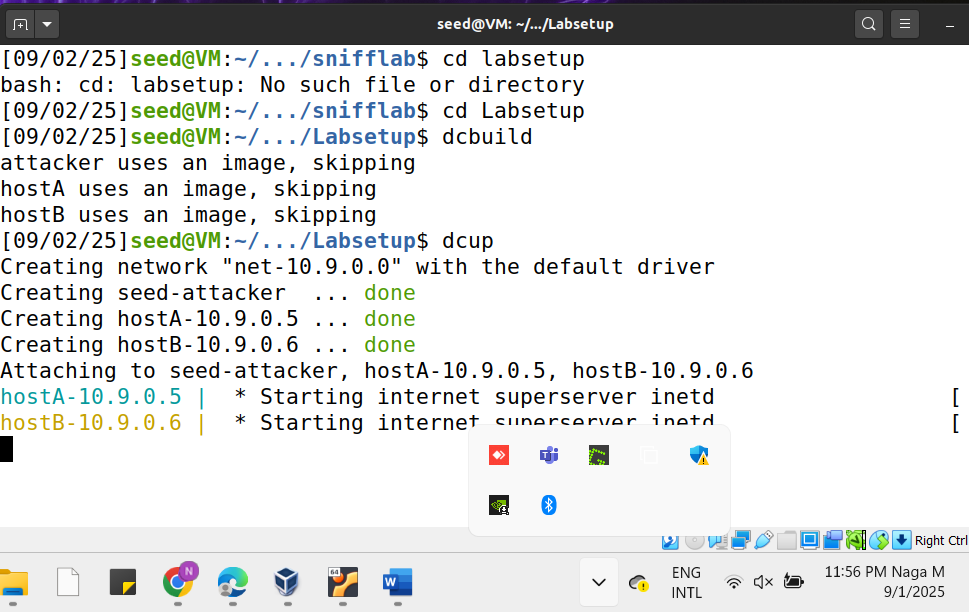 seed@VM: ~/.../Labsetup
[09/02/25]seed@VM:~/.../snifflab$ cd labsetup
bash: cd: labsetup: No such file or directory
[09/02/25]seed@VM:~/.../snifflab$ cd Labsetup
[09/02/25]seed@VM:~/.../Labsetup$ dcbuild
attacker uses an image, skipping
hostA uses an image, skipping
hostB uses an image, skipping
[09/02/25]seed@VM:~/.../Labsetup$ dcup
Creating network "net-10.9.0.0" with the default driver
Creating seed-attacker  ... done
Creating hostA-10.9.0.5 ... done
Creating hostB-10.9.0.6 ... done
Attaching to seed-attacker, hostA-10.9.0.5, hostB-10.9.0.6
hostA-10.9.0.5 |  * Starting internet superserver inetd [
hostB-10.9.0.6 |  * Starting internet superserver inetd [
Right Ctrl
N
64
W
ENG
INTL
11:56 PM Naga M
9/1/2025